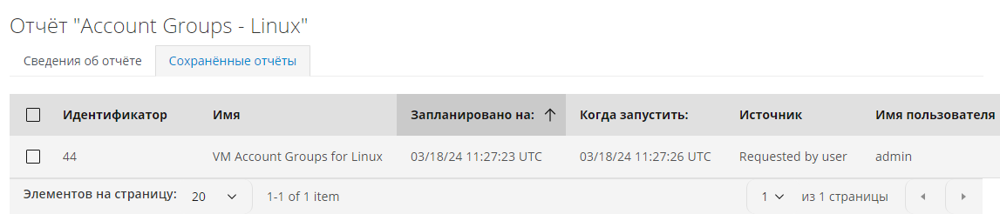 Отчёт "Account Groups - Linux"
Сведения об отчёте Сохранённые отчёты
Идентификатор Имя Запланировано на: Когда запустить: Источник Имя пользователя
44 VM Account Groups for Linux 03/18/24 11:27:23 UTC 03/18/24 11:27:26 UTC Requested by user admin
Элементов на страницу: 20 1-1 of 1 item 1 из 1 страницы